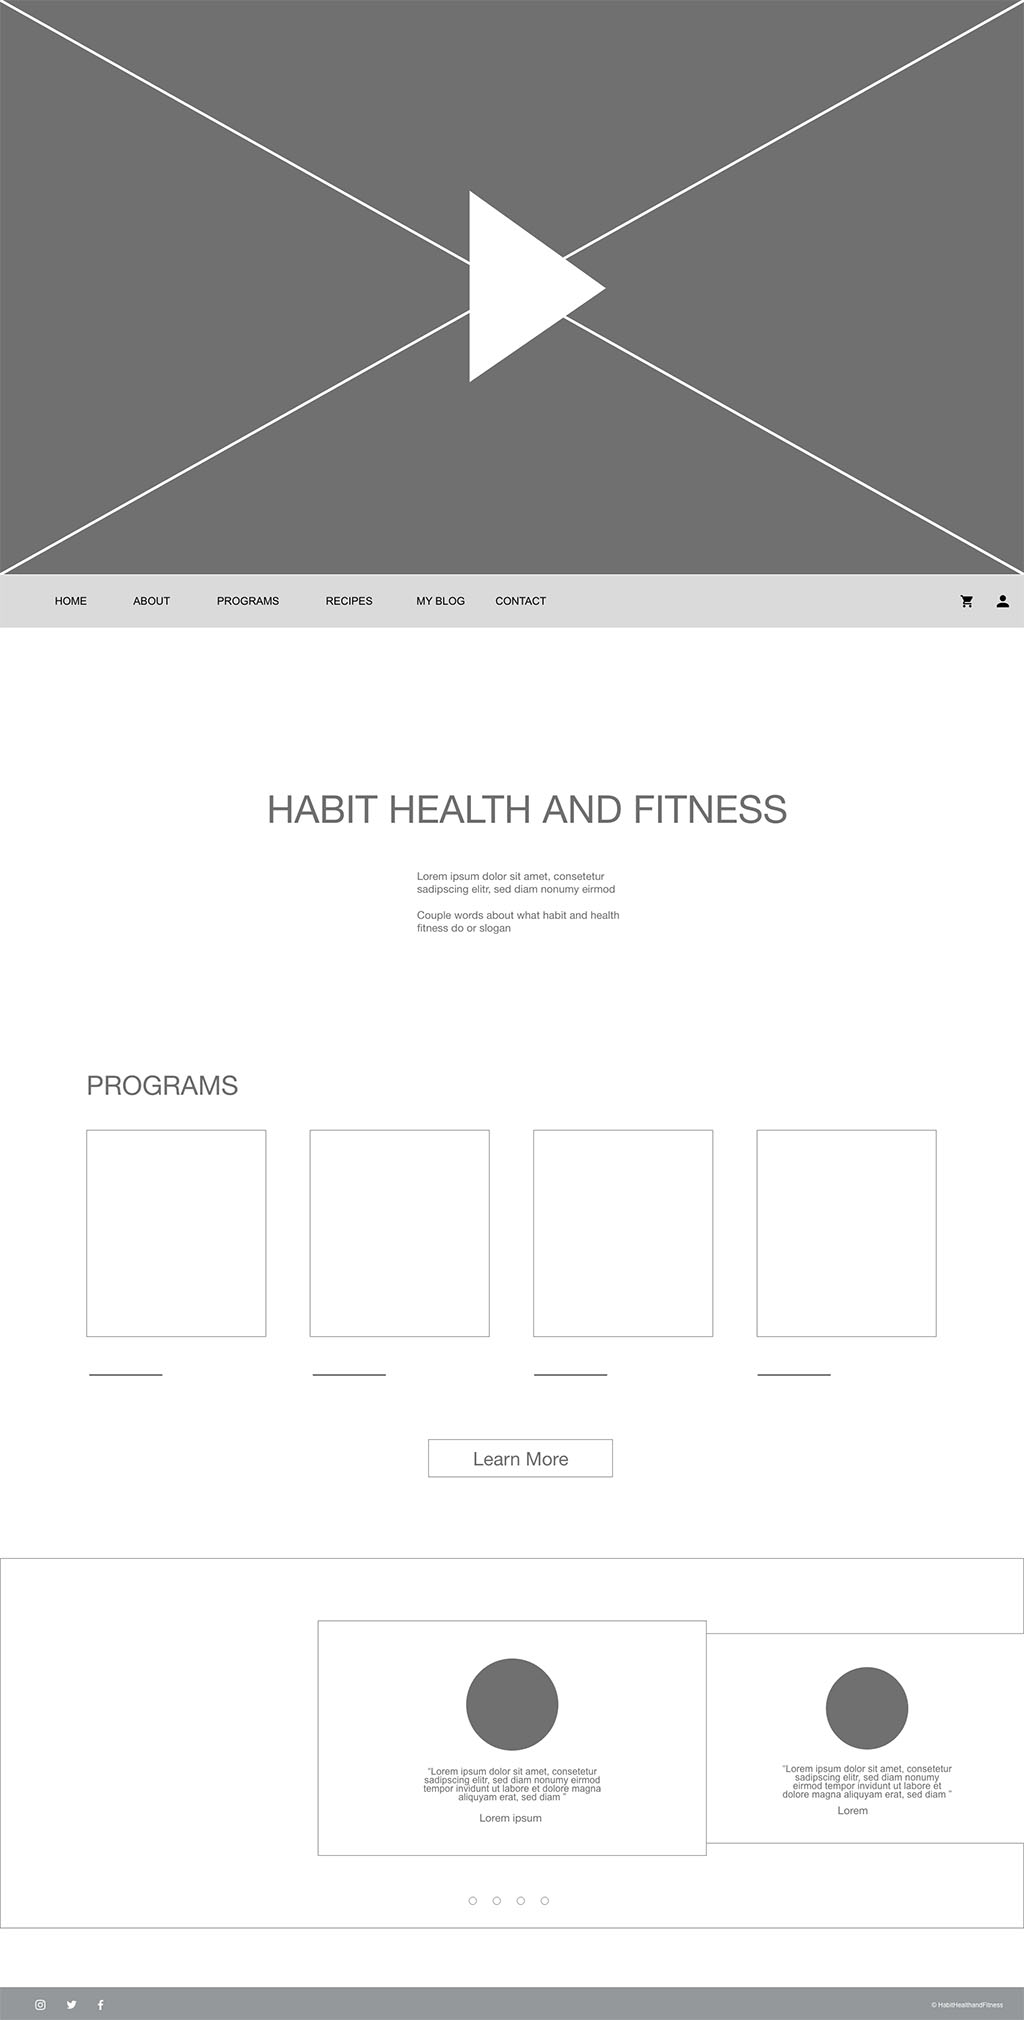 HOME ABOUT PROGRAMS RECIPES MY BLOG CONTACT
HABIT HEALTH AND FITNESS
Lorem ipsum dolor sit amet, consetetur
sadipscing elitr, sed diam nonumy eirmod
Couple words about what habit and health
fitness do or slogan
PROGRAMS
Learn More
“Lorem ipsum dolor sit amet, consetetur
sadipscing elitr, sed diam nonumy eirmod
tempor invidunt ut labore et dolore magna
aliquyam erat, sed diam ”
Lorem ipsum
“Lorem ipsum dolor sit amet, consetetur
sadipscing elitr, sed diam nonumy
eirmod tempor invidunt ut labore et
dolore magna aliquyam erat, sed diam ”
Lorem
© HabitHealthandFitness